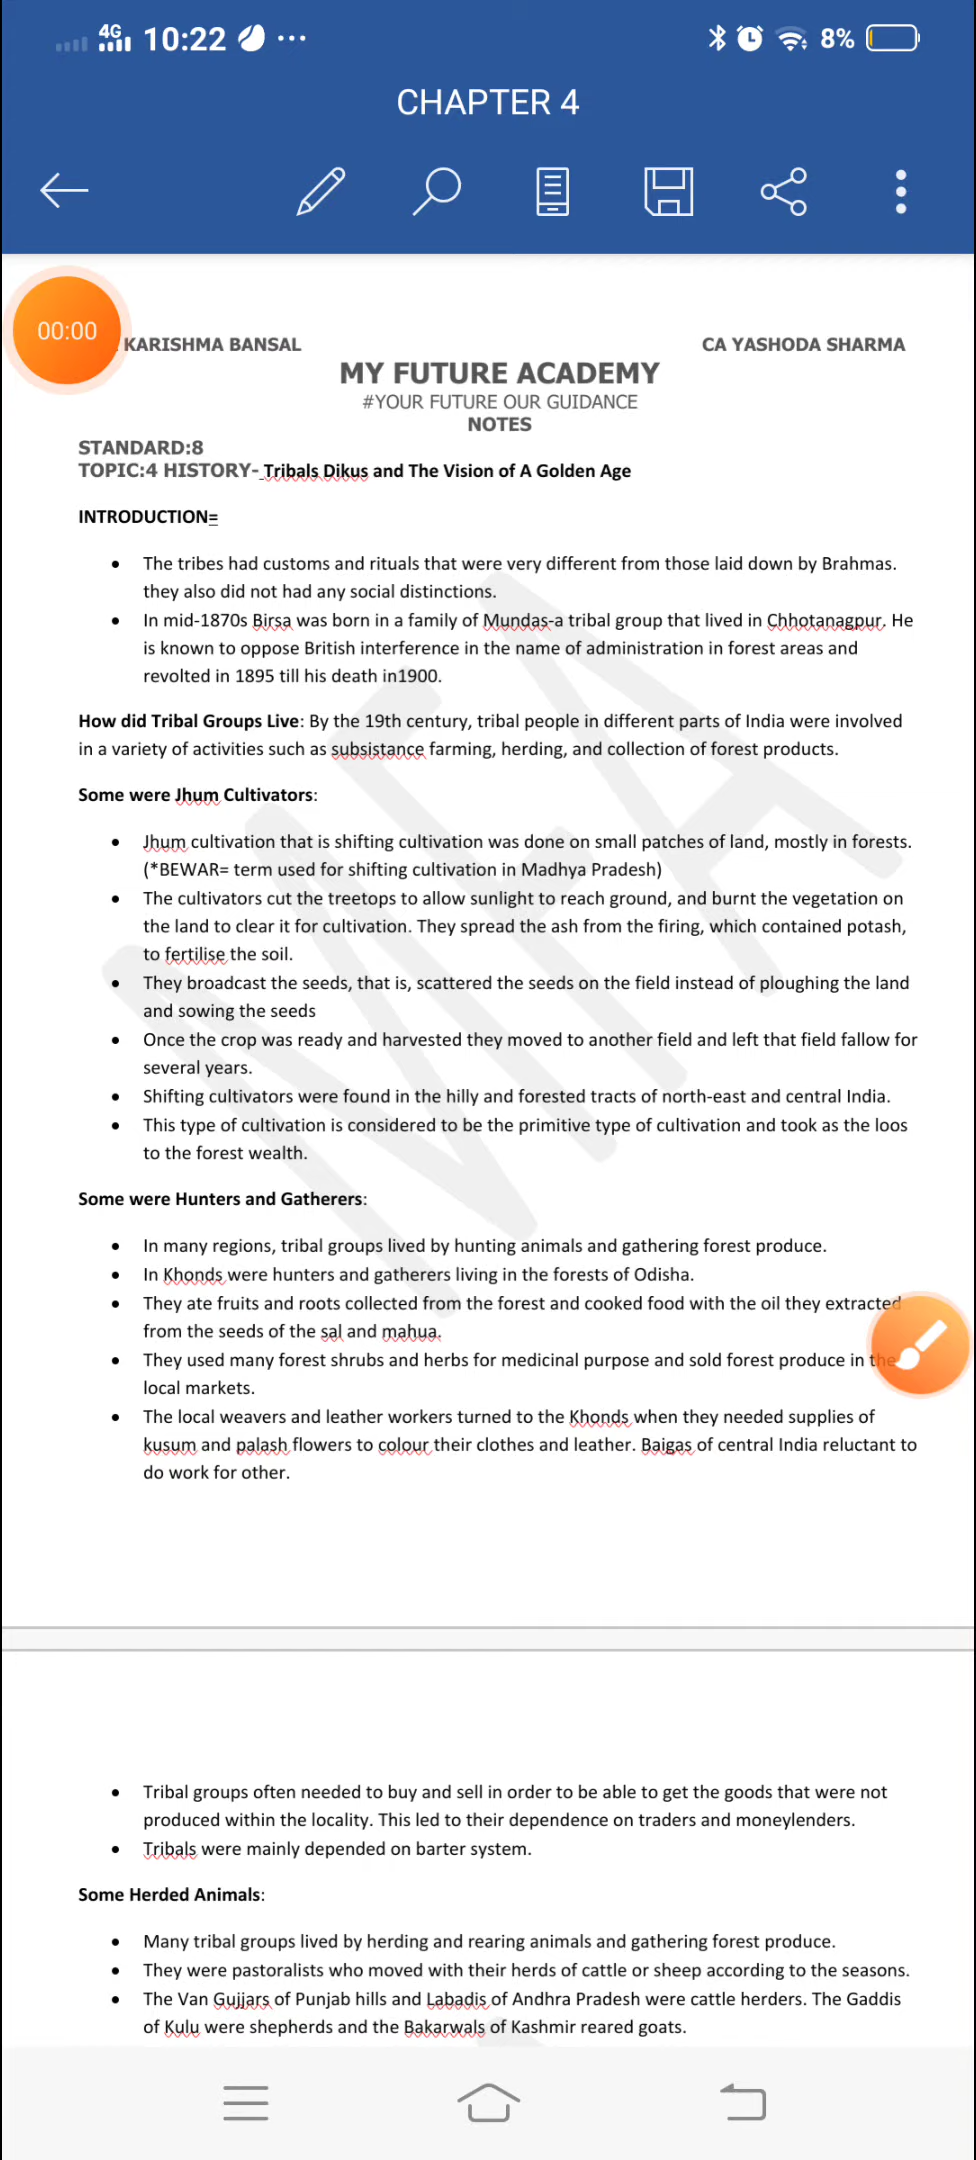 4G 10:22 ... 8%
CHAPTER 4
00:00
KARISHMA BANSAL CA YASHODA SHARMA
MY FUTURE ACADEMY
#YOUR FUTURE OUR GUIDANCE
NOTES
STANDARD:8
TOPIC:4 HISTORY- Tribals Dikus and The Vision of A Golden Age
INTRODUCTION=
• The tribes had customs and rituals that were very different from those laid down by Brahmas.
they also did not had any social distinctions.
• In mid-1870s Birsa was born in a family of Mundas-a tribal group that lived in Chhotanagpur. He
is known to oppose British interference in the name of administration in forest areas and
revolted in 1895 till his death in1900.
How did Tribal Groups Live: By the 19th century, tribal people in different parts of India were involved
in a variety of activities such as subsistance farming, herding, and collection of forest products.
Some were Jhum Cultivators:
• Jhum cultivation that is shifting cultivation was done on small patches of land, mostly in forests.
(*BEWAR= term used for shifting cultivation in Madhya Pradesh)
• The cultivators cut the treetops to allow sunlight to reach ground, and burnt the vegetation on
the land to clear it for cultivation. They spread the ash from the firing, which contained potash,
to fertilise the soil.
• They broadcast the seeds, that is, scattered the seeds on the field instead of ploughing the land
and sowing the seeds
• Once the crop was ready and harvested they moved to another field and left that field fallow for
several years.
• Shifting cultivators were found in the hilly and forested tracts of north-east and central India.
• This type of cultivation is considered to be the primitive type of cultivation and took as the loos
to the forest wealth.
Some were Hunters and Gatherers:
• In many regions, tribal groups lived by hunting animals and gathering forest produce.
• In Khonds were hunters and gatherers living in the forests of Odisha.
• They ate fruits and roots collected from the forest and cooked food with the oil they extracted
from the seeds of the sal and mahua.
• They used many forest shrubs and herbs for medicinal purpose and sold forest produce in the
local markets.
• The local weavers and leather workers turned to the Khonds when they needed supplies of
kusum and palash flowers to colour their clothes and leather. Baigas of central India reluctant to
do work for other.
MFA
• Tribal groups often needed to buy and sell in order to be able to get the goods that were not
produced within the locality. This led to their dependence on traders and moneylenders.
• Tribals were mainly depended on barter system.
Some Herded Animals:
• Many tribal groups lived by herding and rearing animals and gathering forest produce.
• They were pastoralists who moved with their herds of cattle or sheep according to the seasons.
• The Van Gujjars of Punjab hills and Labadis of Andhra Pradesh were cattle herders. The Gaddis
of Kulu were shepherds and the Bakarwals of Kashmir reared goats.